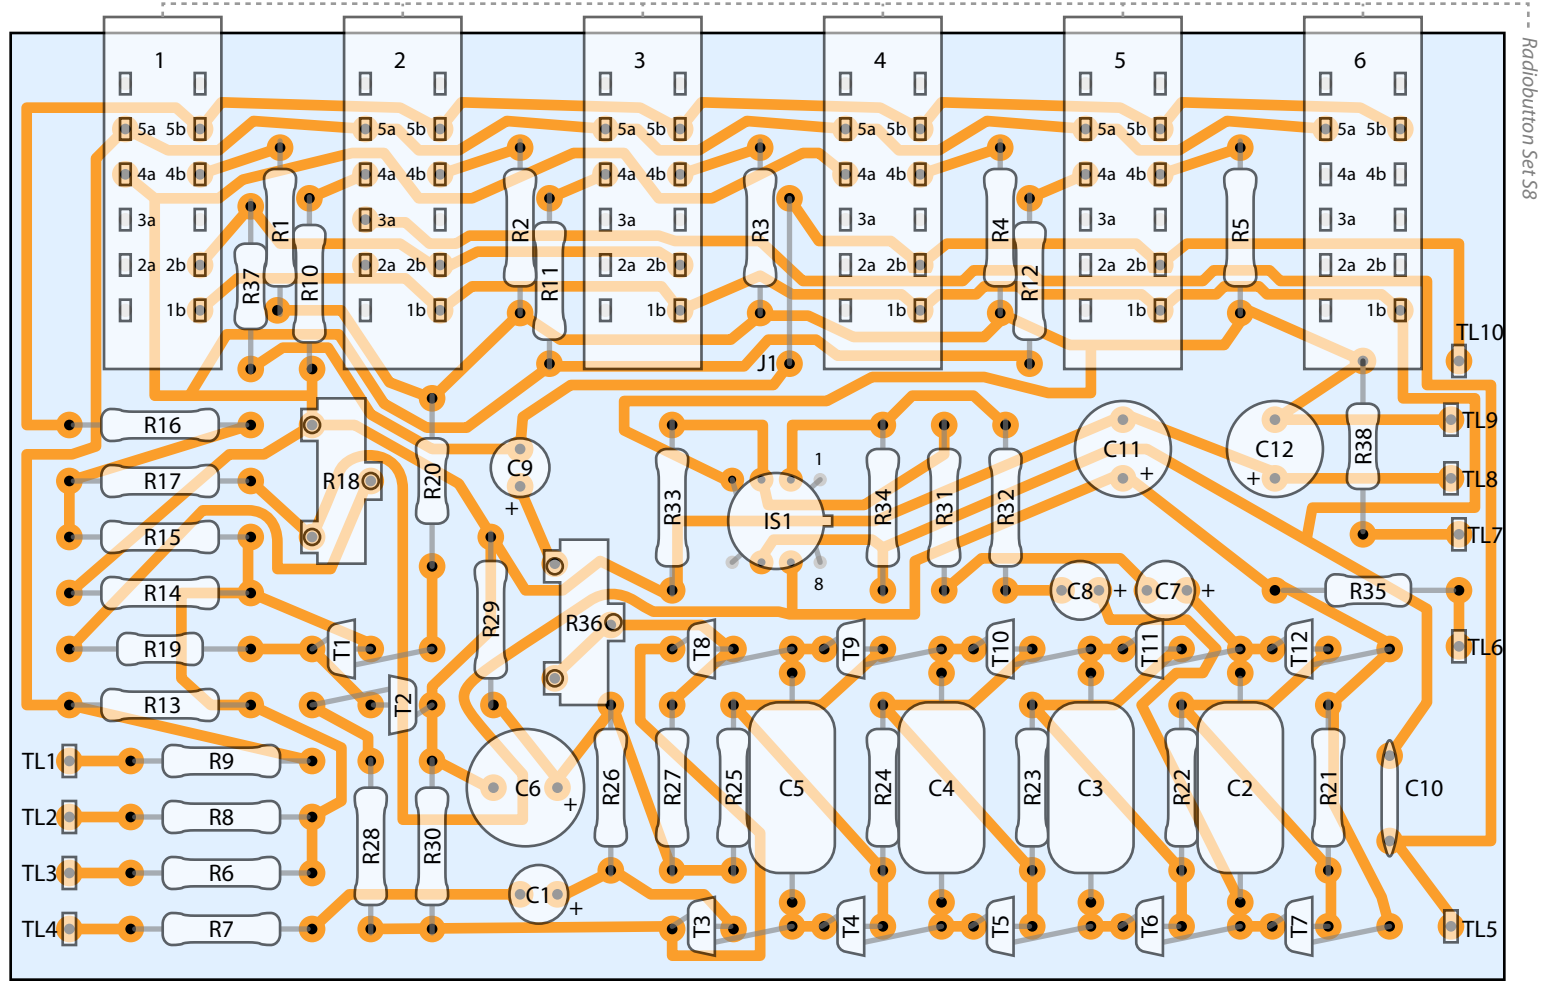 Radiobutton Set S8
1 2 3 4 5 6
5a 5b 5a 5b 5a 5b 5a 5b 5a 5b 5a 5b
4a 4b 4a 4b 4a 4b 4a 4b 4a 4b 4a 4b
3a 3a 3a 3a 3a 3a
2a 2b 2a 2b 2a 2b 2a 2b 2a 2b 2a 2b
1b 1b 1b 1b 1b 1b
R1 R2 R3 R4 R5
R37 R10 R11 R12
J1 TL10
R16 TL9
R17 R18 R20 C9 + 1 C11 + C12 + R38 TL8
R15 R33 IS1 R34 R31 R32 TL7
R14 8 C8 + C7 + R35
R19 T1 R29 R36 T8 T9 T10 T11 T12 TL6
R13 T2
TL1 R9
TL2 R8 R28 R30 C6 + R26 R27 R25 C5 R24 C4 R23 C3 R22 C2 R21 C10
TL3 R6
TL4 R7 C1 + T3 T4 T5 T6 T7 TL5